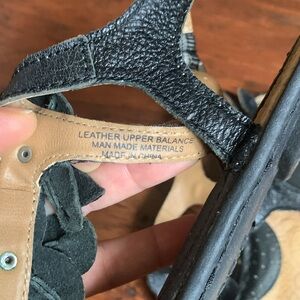 LEATHER UPPER BALANCE
MAN MADE MATERIALS
MADE IN CHINA